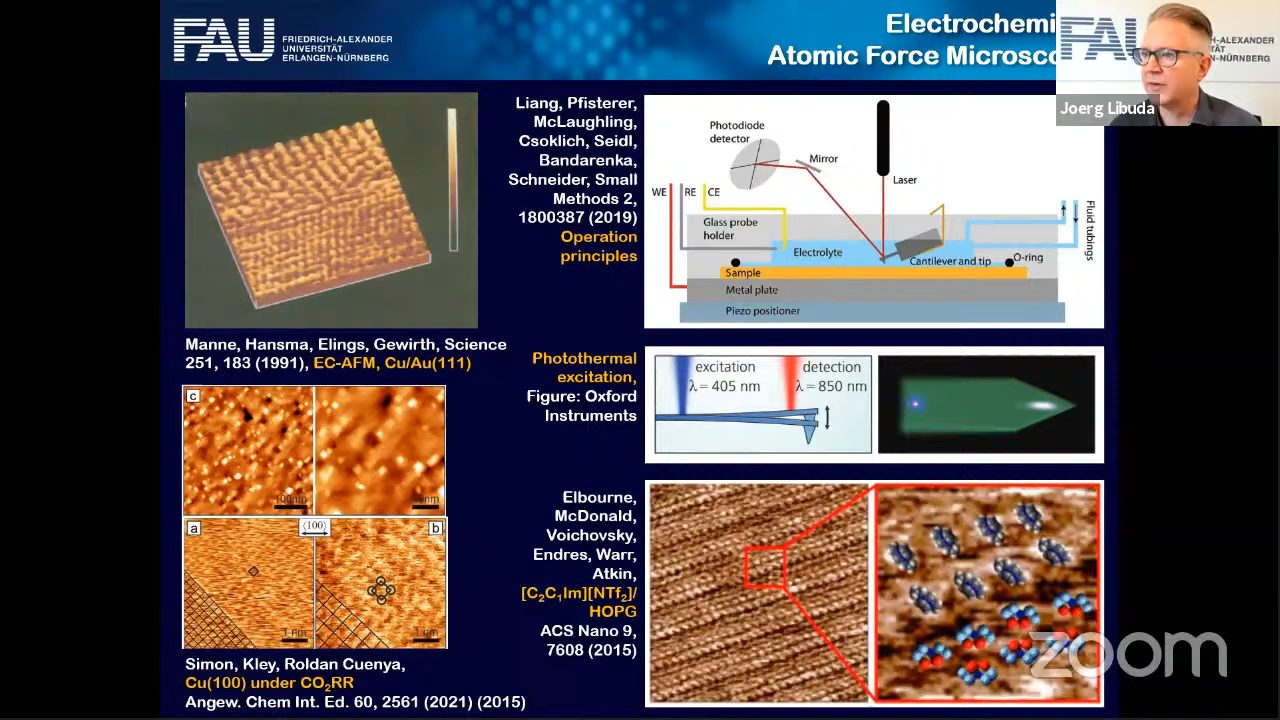 FAU
FRIEDRICH-ALEXANDER
UNIVERSITÄT
ERLANGEN-NÜRNBERG
Electrochemi
Atomic Force Microsco
FAU
-ALEXANDER
TÄT
N-NÜRNBERG
Joerg Libuda
Liang, Pfisterer,
McLaughling,
Csoklich, Seidl,
Bandarenka,
Schneider, Small
Methods 2,
1800387 (2019)
Operation
principles
Photodiode
detector
Mirror
Laser
WE
RE
CE
Glass probe
holder
Electrolyte
Cantilever and tip
O-ring
Fluid tubings
Sample
Metal plate
Piezo positioner
Manne, Hansma, Elings, Gewirth, Science
251, 183 (1991), EC-AFM, Cu/Au(111)
Photothermal
excitation,
Figure: Oxford
Instruments
excitation
λ = 405 nm
detection
λ = 850 nm
c
100nm
a
⟨100⟩
b
1 nm
1 nm
Simon, Kley, Roldan Cuenya,
Cu(100) under CO₂RR
Angew. Chem Int. Ed. 60, 2561 (2021) (2015)
Elbourne,
McDonald,
Voichovsky,
Endres, Warr,
Atkin,
[C₂C₁Im][NTf₂]/
HOPG
ACS Nano 9,
7608 (2015)
zoom